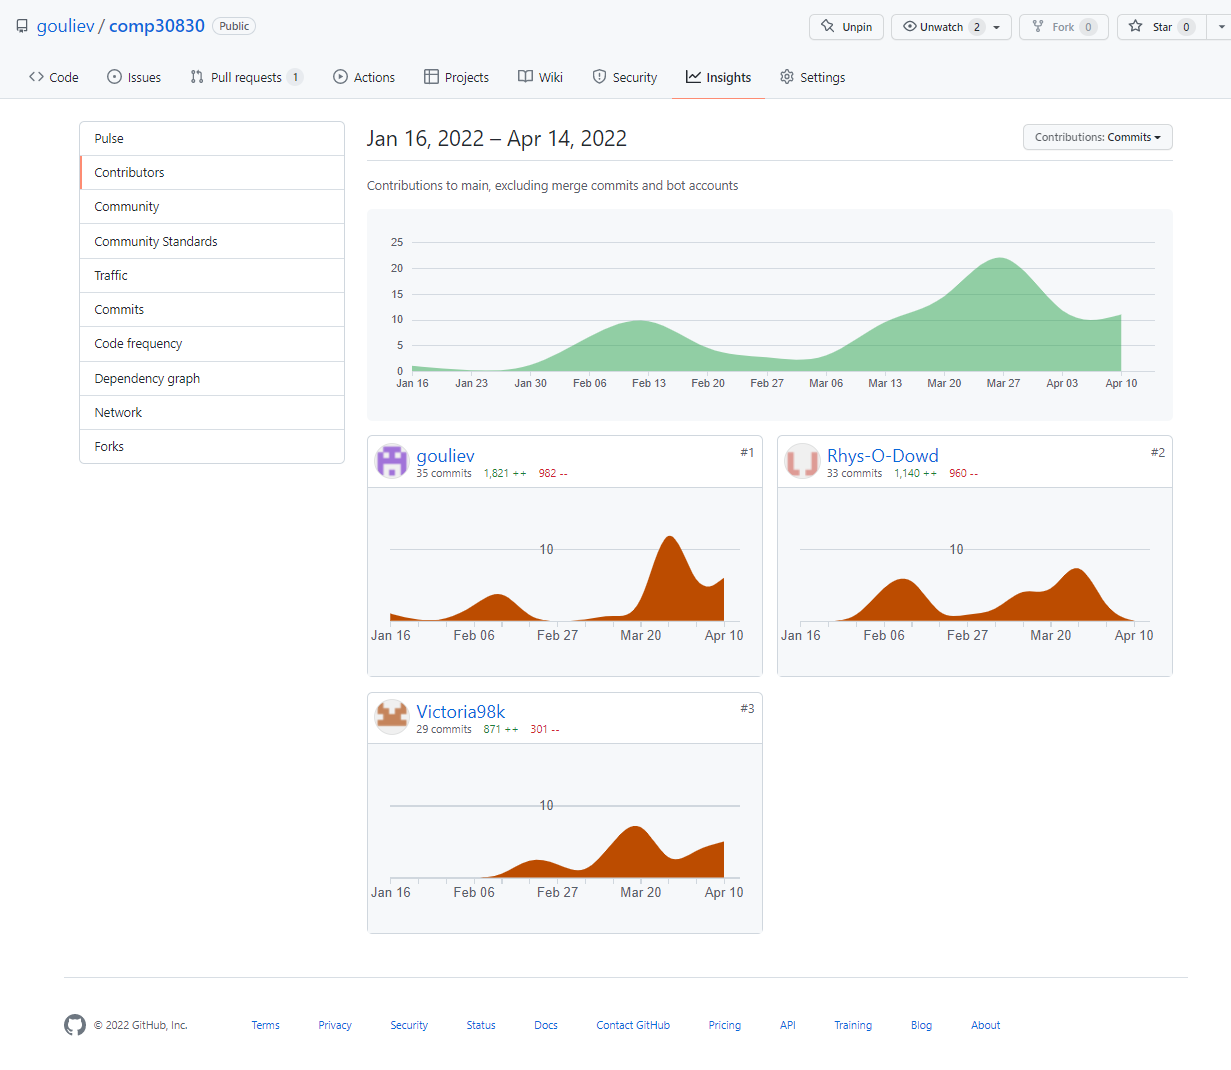 gouliev / comp30830 Public Unpin Unwatch 2 Fork 0 Star 0
Code Issues Pull requests 1 Actions Projects Wiki Security Insights Settings
Pulse
Contributors
Community
Community Standards
Traffic
Commits
Code frequency
Dependency graph
Network
Forks
Jan 16, 2022 – Apr 14, 2022
Contributions: Commits
Contributions to main, excluding merge commits and bot accounts
25
20
15
10
5
0
Jan 16 Jan 23 Jan 30 Feb 06 Feb 13 Feb 20 Feb 27 Mar 06 Mar 13 Mar 20 Mar 27 Apr 03 Apr 10
gouliev #1
35 commits 1,821 ++ 982 --
10
Jan 16 Feb 06 Feb 27 Mar 20 Apr 10
Rhys-O-Dowd #2
33 commits 1,140 ++ 960 --
10
Jan 16 Feb 06 Feb 27 Mar 20 Apr 10
Victoria98k #3
29 commits 871 ++ 301 --
10
Jan 16 Feb 06 Feb 27 Mar 20 Apr 10
© 2022 GitHub, Inc. Terms Privacy Security Status Docs Contact GitHub Pricing API Training Blog About